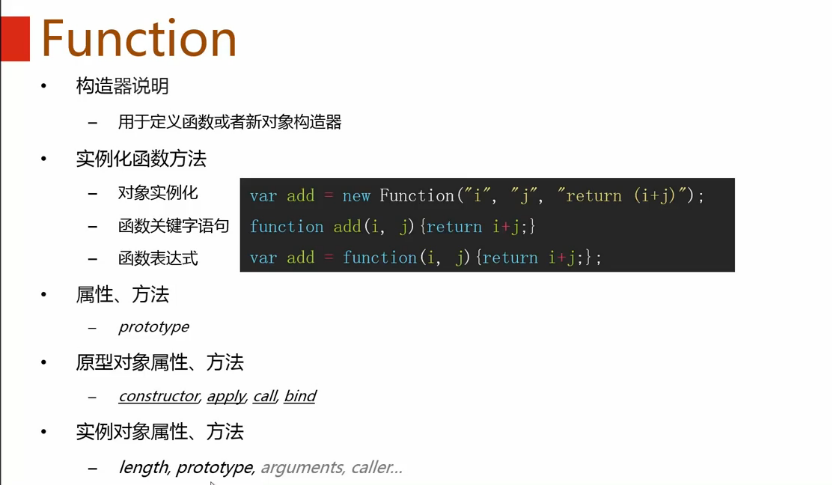 Function
• 构造器说明
– 用于定义函数或者新对象构造器
• 实例化函数方法
– 对象实例化
var add = new Function("i", "j", "return (i+j)");
– 函数关键字语句
function add(i, j){return i+j;}
– 函数表达式
var add = function(i, j){return i+j;};
• 属性、方法
– prototype
• 原型对象属性、方法
– constructor, apply, call, bind
• 实例对象属性、方法
– length, prototype, arguments, caller...